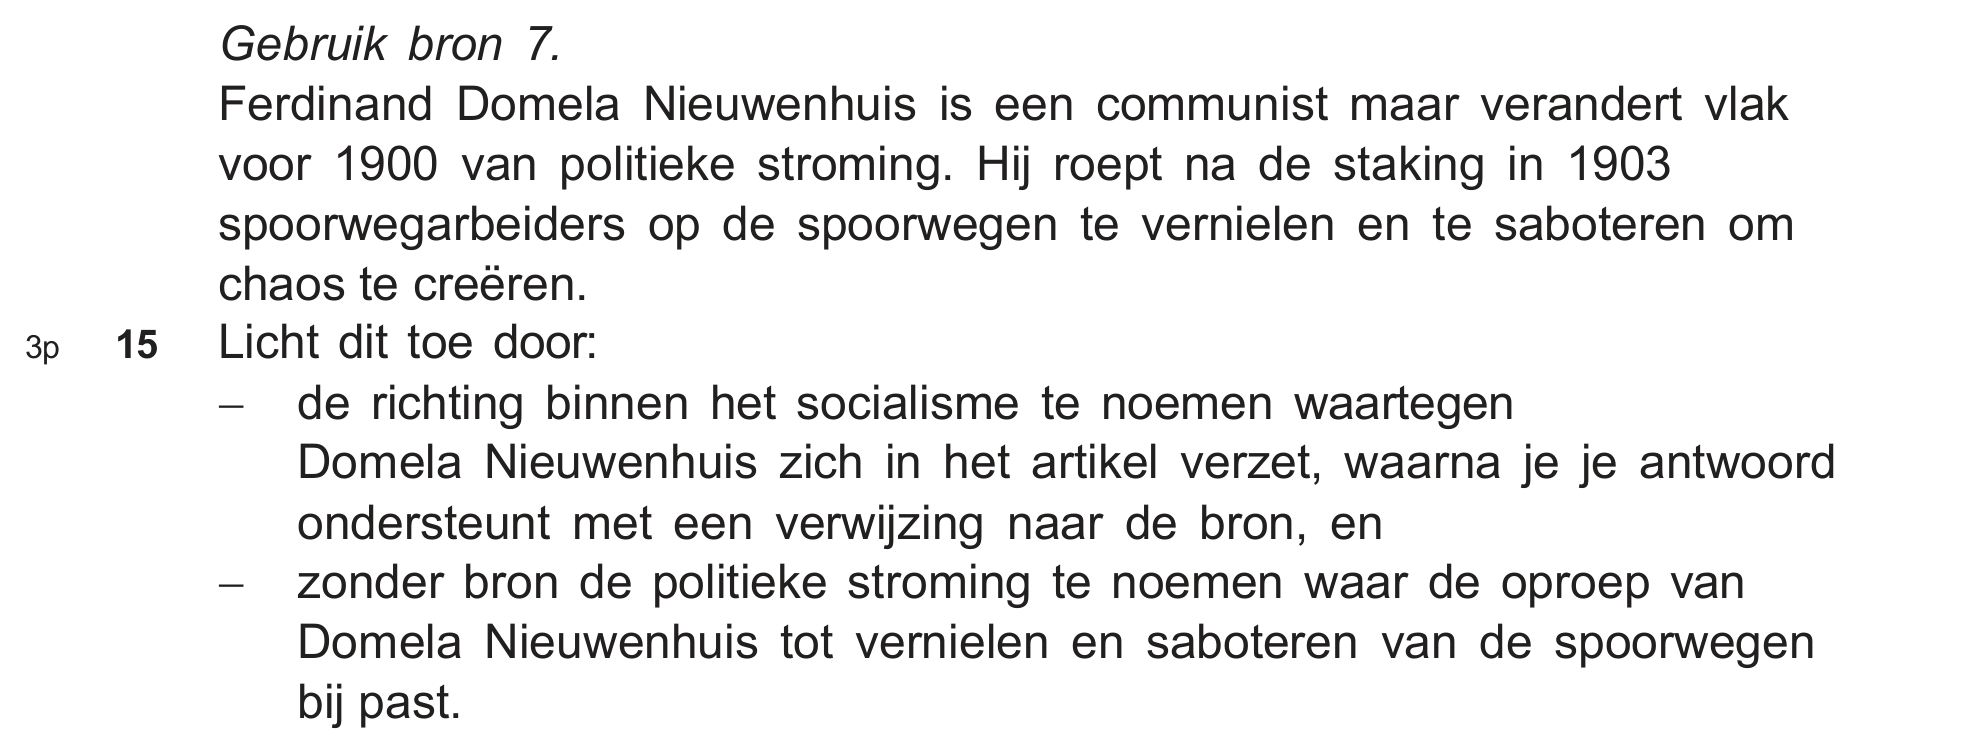 Gebruik bron 7.
Ferdinand Domela Nieuwenhuis is een communist maar verandert vlak
voor 1900 van politieke stroming. Hij roept na de staking in 1903
spoorwegarbeiders op de spoorwegen te vernielen en te saboteren om
chaos te creëren.
3p 15 Licht dit toe door:
– de richting binnen het socialisme te noemen waartegen
Domela Nieuwenhuis zich in het artikel verzet, waarna je je antwoord
ondersteunt met een verwijzing naar de bron, en
– zonder bron de politieke stroming te noemen waar de oproep van
Domela Nieuwenhuis tot vernielen en saboteren van de spoorwegen
bij past.